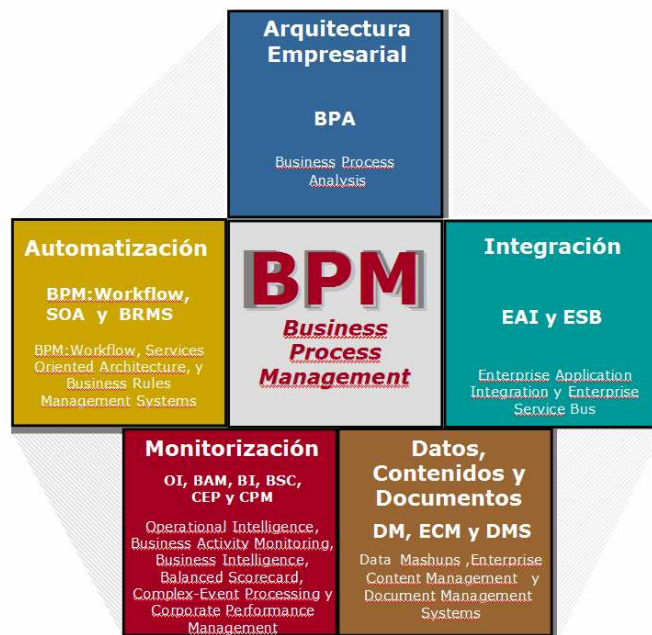 Arquitectura
Empresarial
BPA
Business Process
Analysis
Automatización
BPM:Workflow,
SOA y BRMS
BPM:Workflow, Services
Oriented Architecture, y
Business Rules
Management Systems
BPM
Business
Process
Management
Integración
EAI y ESB
Enterprise Application
Integration y Enterprise
Service Bus
Monitorización
OI, BAM, BI, BSC,
CEP y CPM
Operational Intelligence,
Business Activity Monitoring,
Business Intelligence,
Balanced Scorecard,
Complex-Event Processing y
Corporate Performance
Management
Datos,
Contenidos y
Documentos
DM, ECM y DMS
Data Mashups ,Enterprise
Content Management y
Document Management
Systems